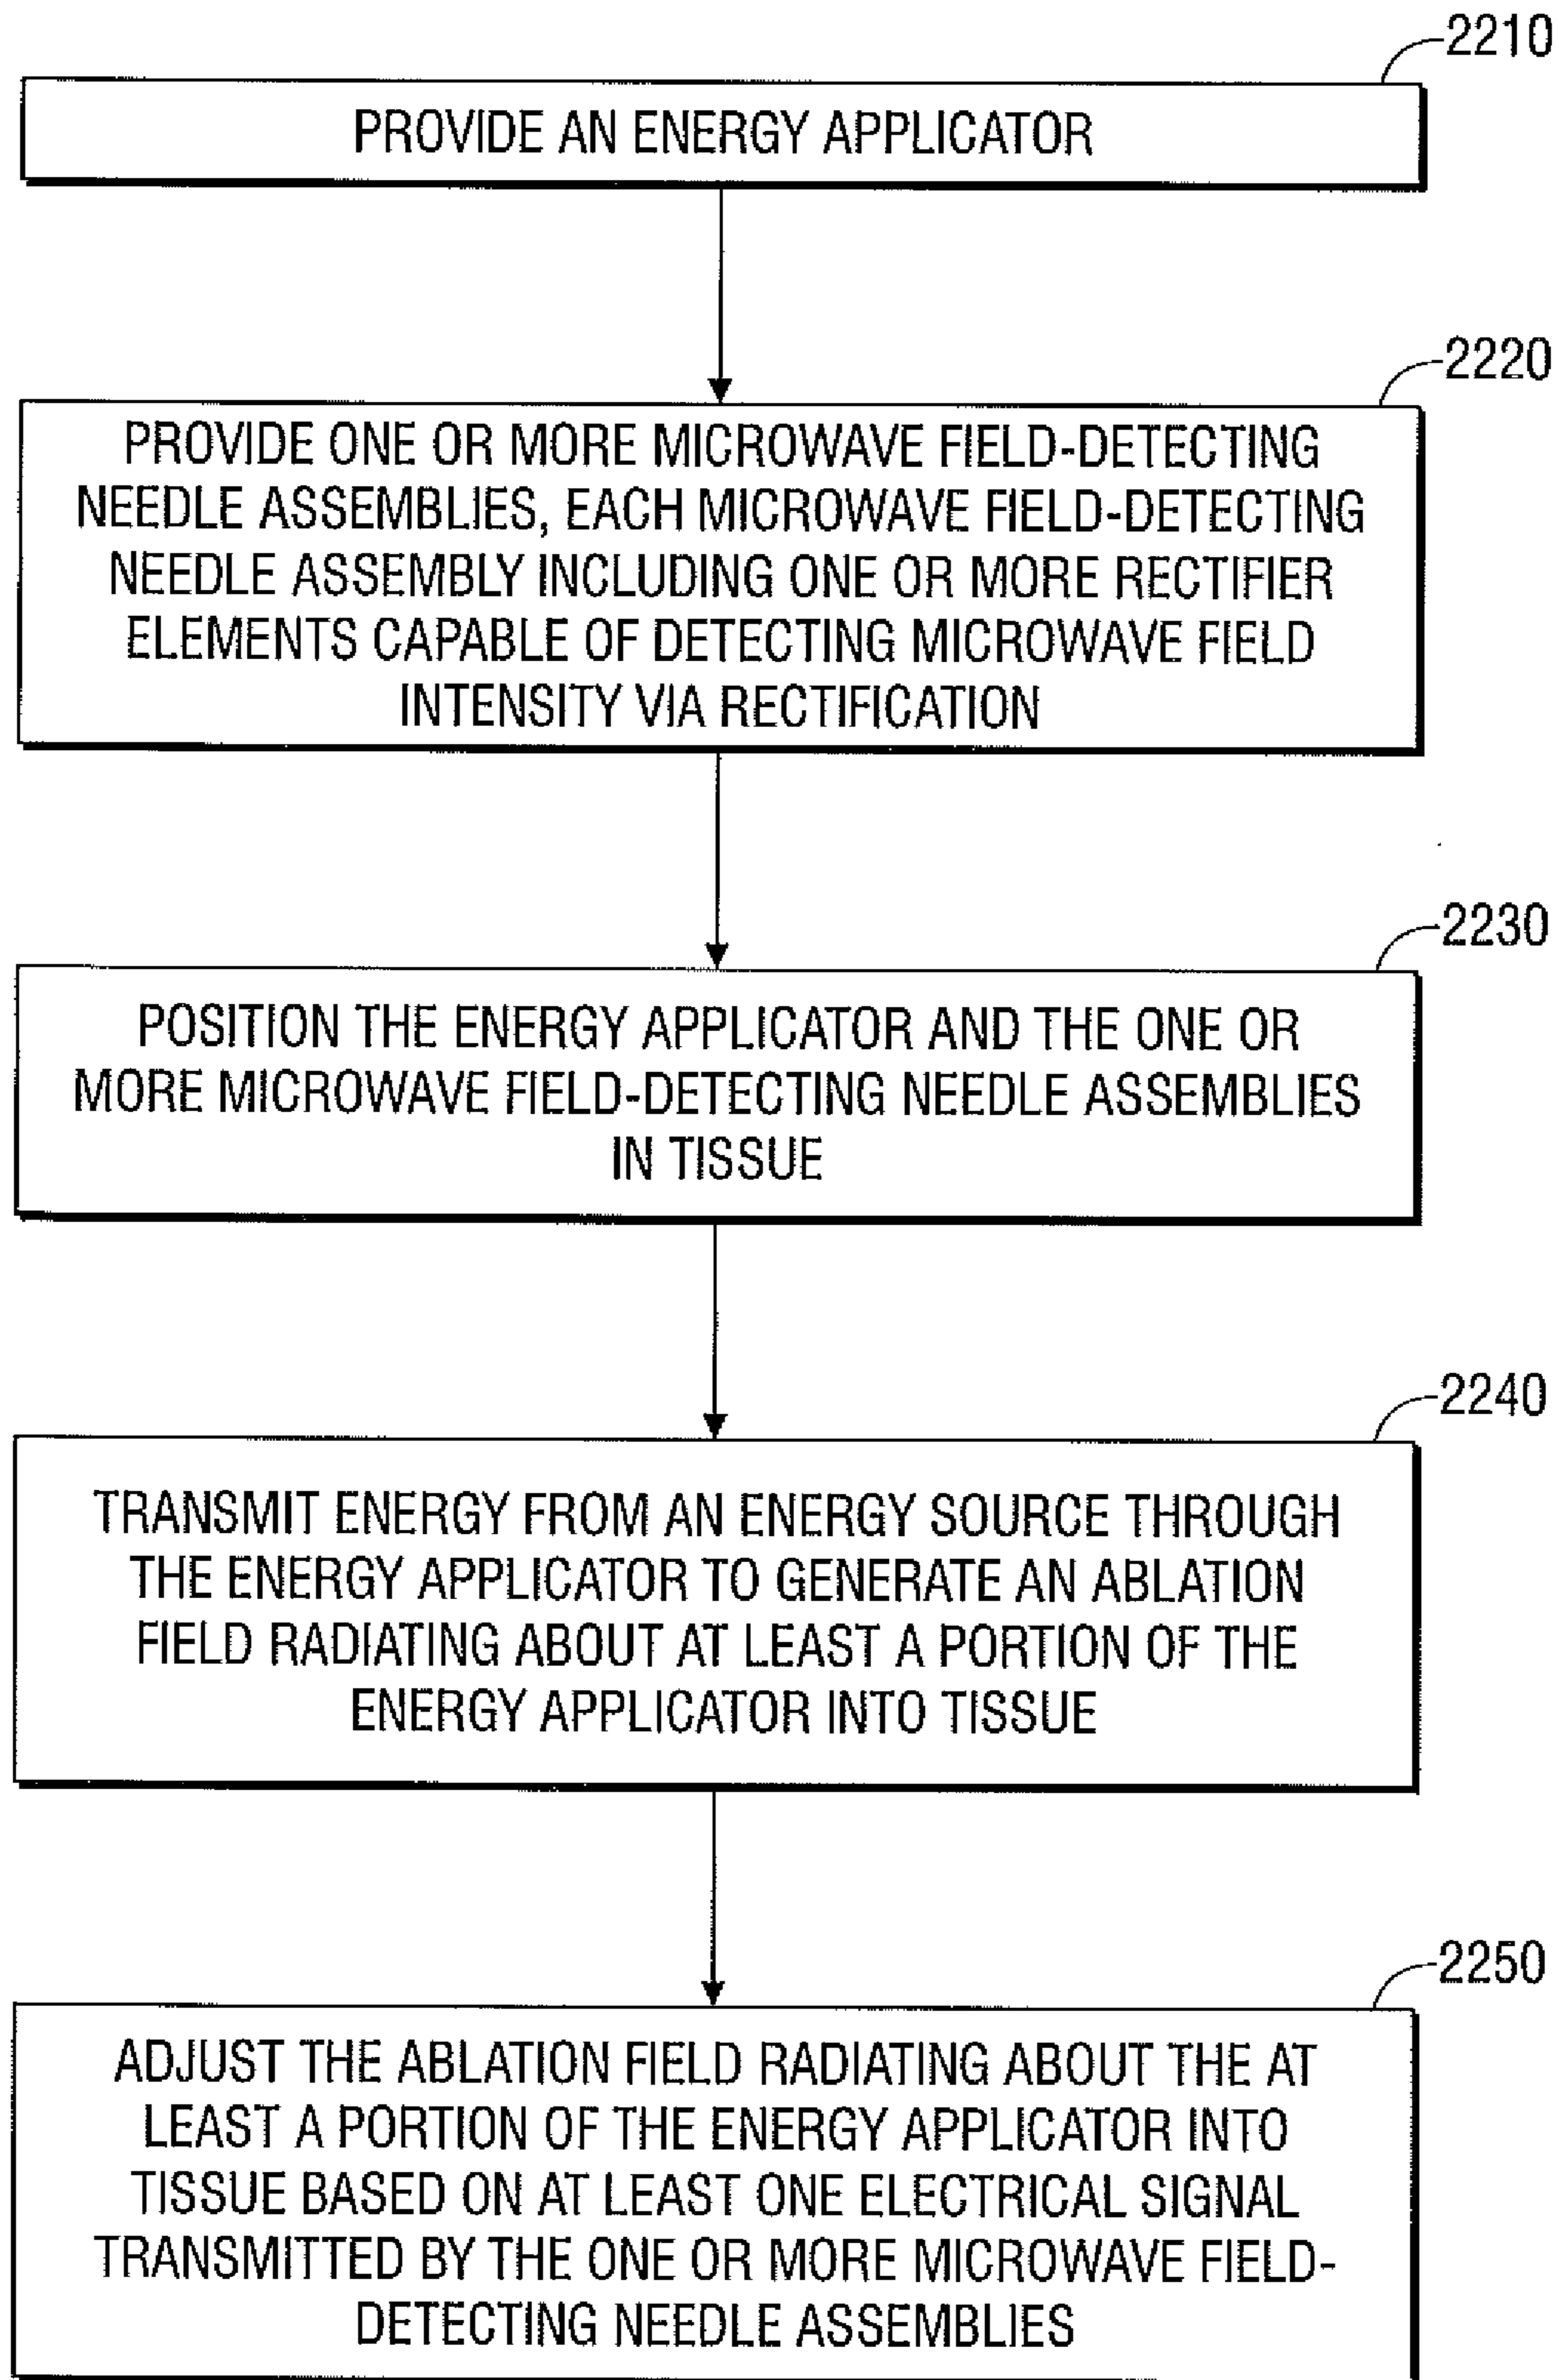 2210
PROVIDE AN ENERGY APPLICATOR
2220
PROVIDE ONE OR MORE MICROWAVE FIELD-DETECTING
NEEDLE ASSEMBLIES, EACH MICROWAVE FIELD-DETECTING
NEEDLE ASSEMBLY INCLUDING ONE OR MORE RECTIFIER
ELEMENTS CAPABLE OF DETECTING MICROWAVE FIELD
INTENSITY VIA RECTIFICATION
2230
POSITION THE ENERGY APPLICATOR AND THE ONE OR
MORE MICROWAVE FIELD-DETECTING NEEDLE ASSEMBLIES
IN TISSUE
2240
TRANSMIT ENERGY FROM AN ENERGY SOURCE THROUGH
THE ENERGY APPLICATOR TO GENERATE AN ABLATION
FIELD RADIATING ABOUT AT LEAST A PORTION OF THE
ENERGY APPLICATOR INTO TISSUE
2250
ADJUST THE ABLATION FIELD RADIATING ABOUT THE AT
LEAST A PORTION OF THE ENERGY APPLICATOR INTO
TISSUE BASED ON AT LEAST ONE ELECTRICAL SIGNAL
TRANSMITTED BY THE ONE OR MORE MICROWAVE FIELD-
DETECTING NEEDLE ASSEMBLIES